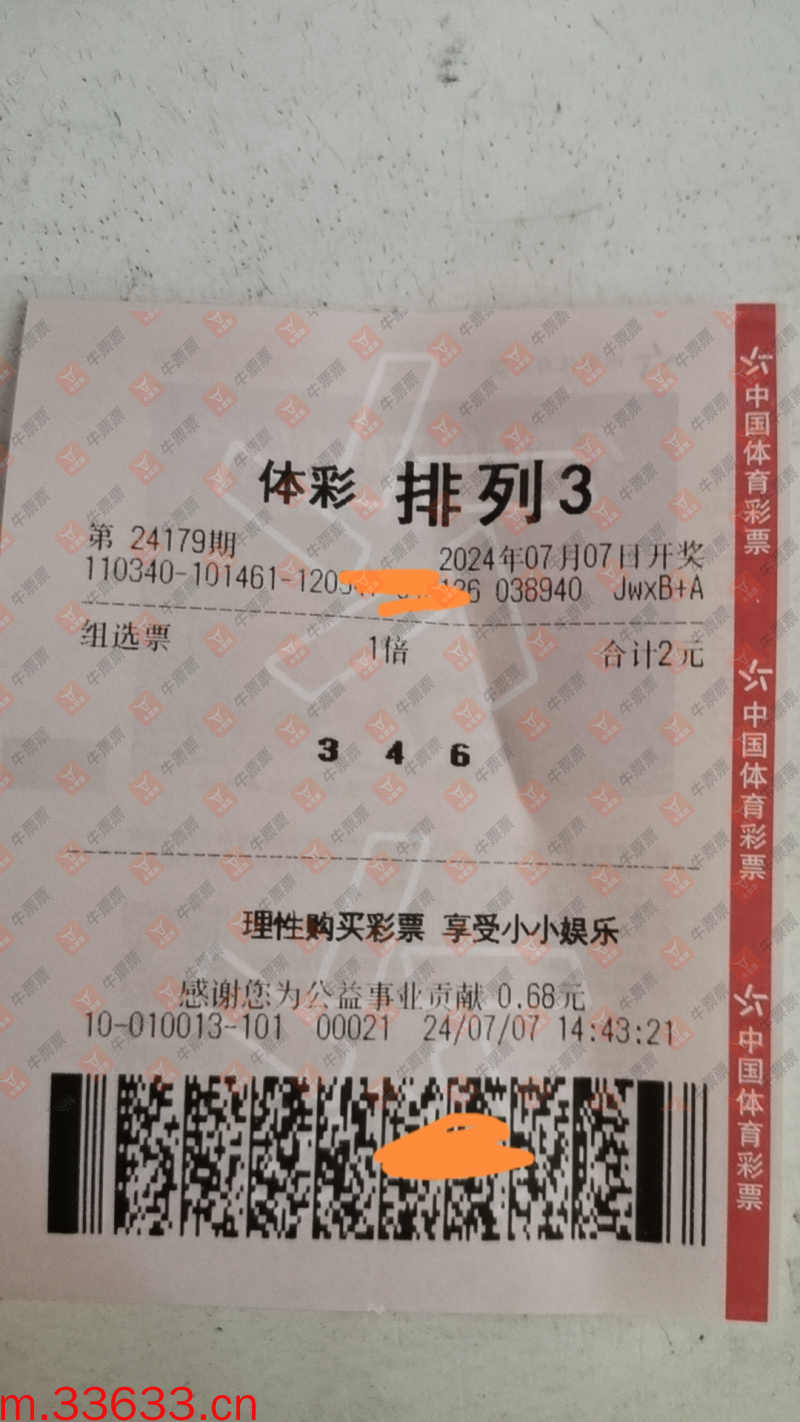 体彩 排列3
第 24179期 2024年07月07日开奖
110340-101461-120 038940 JwxB+A
组选票 1倍 合计2元
3 4 6
理性购买彩票 享受小小娱乐
感谢您为公益事业贡献 0.68元
10-010013-101 00021 24/07/07 14:43:21
中国体育彩票
中国体育彩票
中国体育彩票
牛票票
m.33633.cn